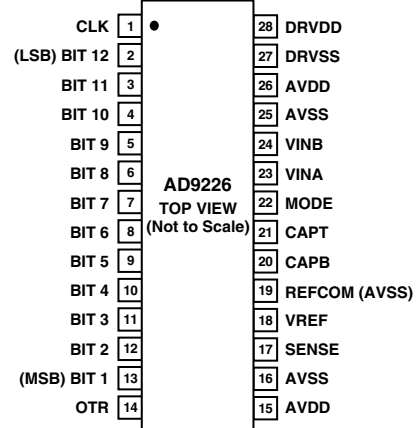 CLK 1 28 DRVDD
(LSB) BIT 12 2 27 DRVSS
BIT 11 3 26 AVDD
BIT 10 4 25 AVSS
BIT 9 5 24 VINB
BIT 8 6 23 VINA
AD9226
BIT 7 7 22 MODE
TOP VIEW
(Not to Scale)
BIT 6 8 21 CAPT
BIT 5 9 20 CAPB
BIT 4 10 19 REFCOM (AVSS)
BIT 3 11 18 VREF
BIT 2 12 17 SENSE
(MSB) BIT 1 13 16 AVSS
OTR 14 15 AVDD